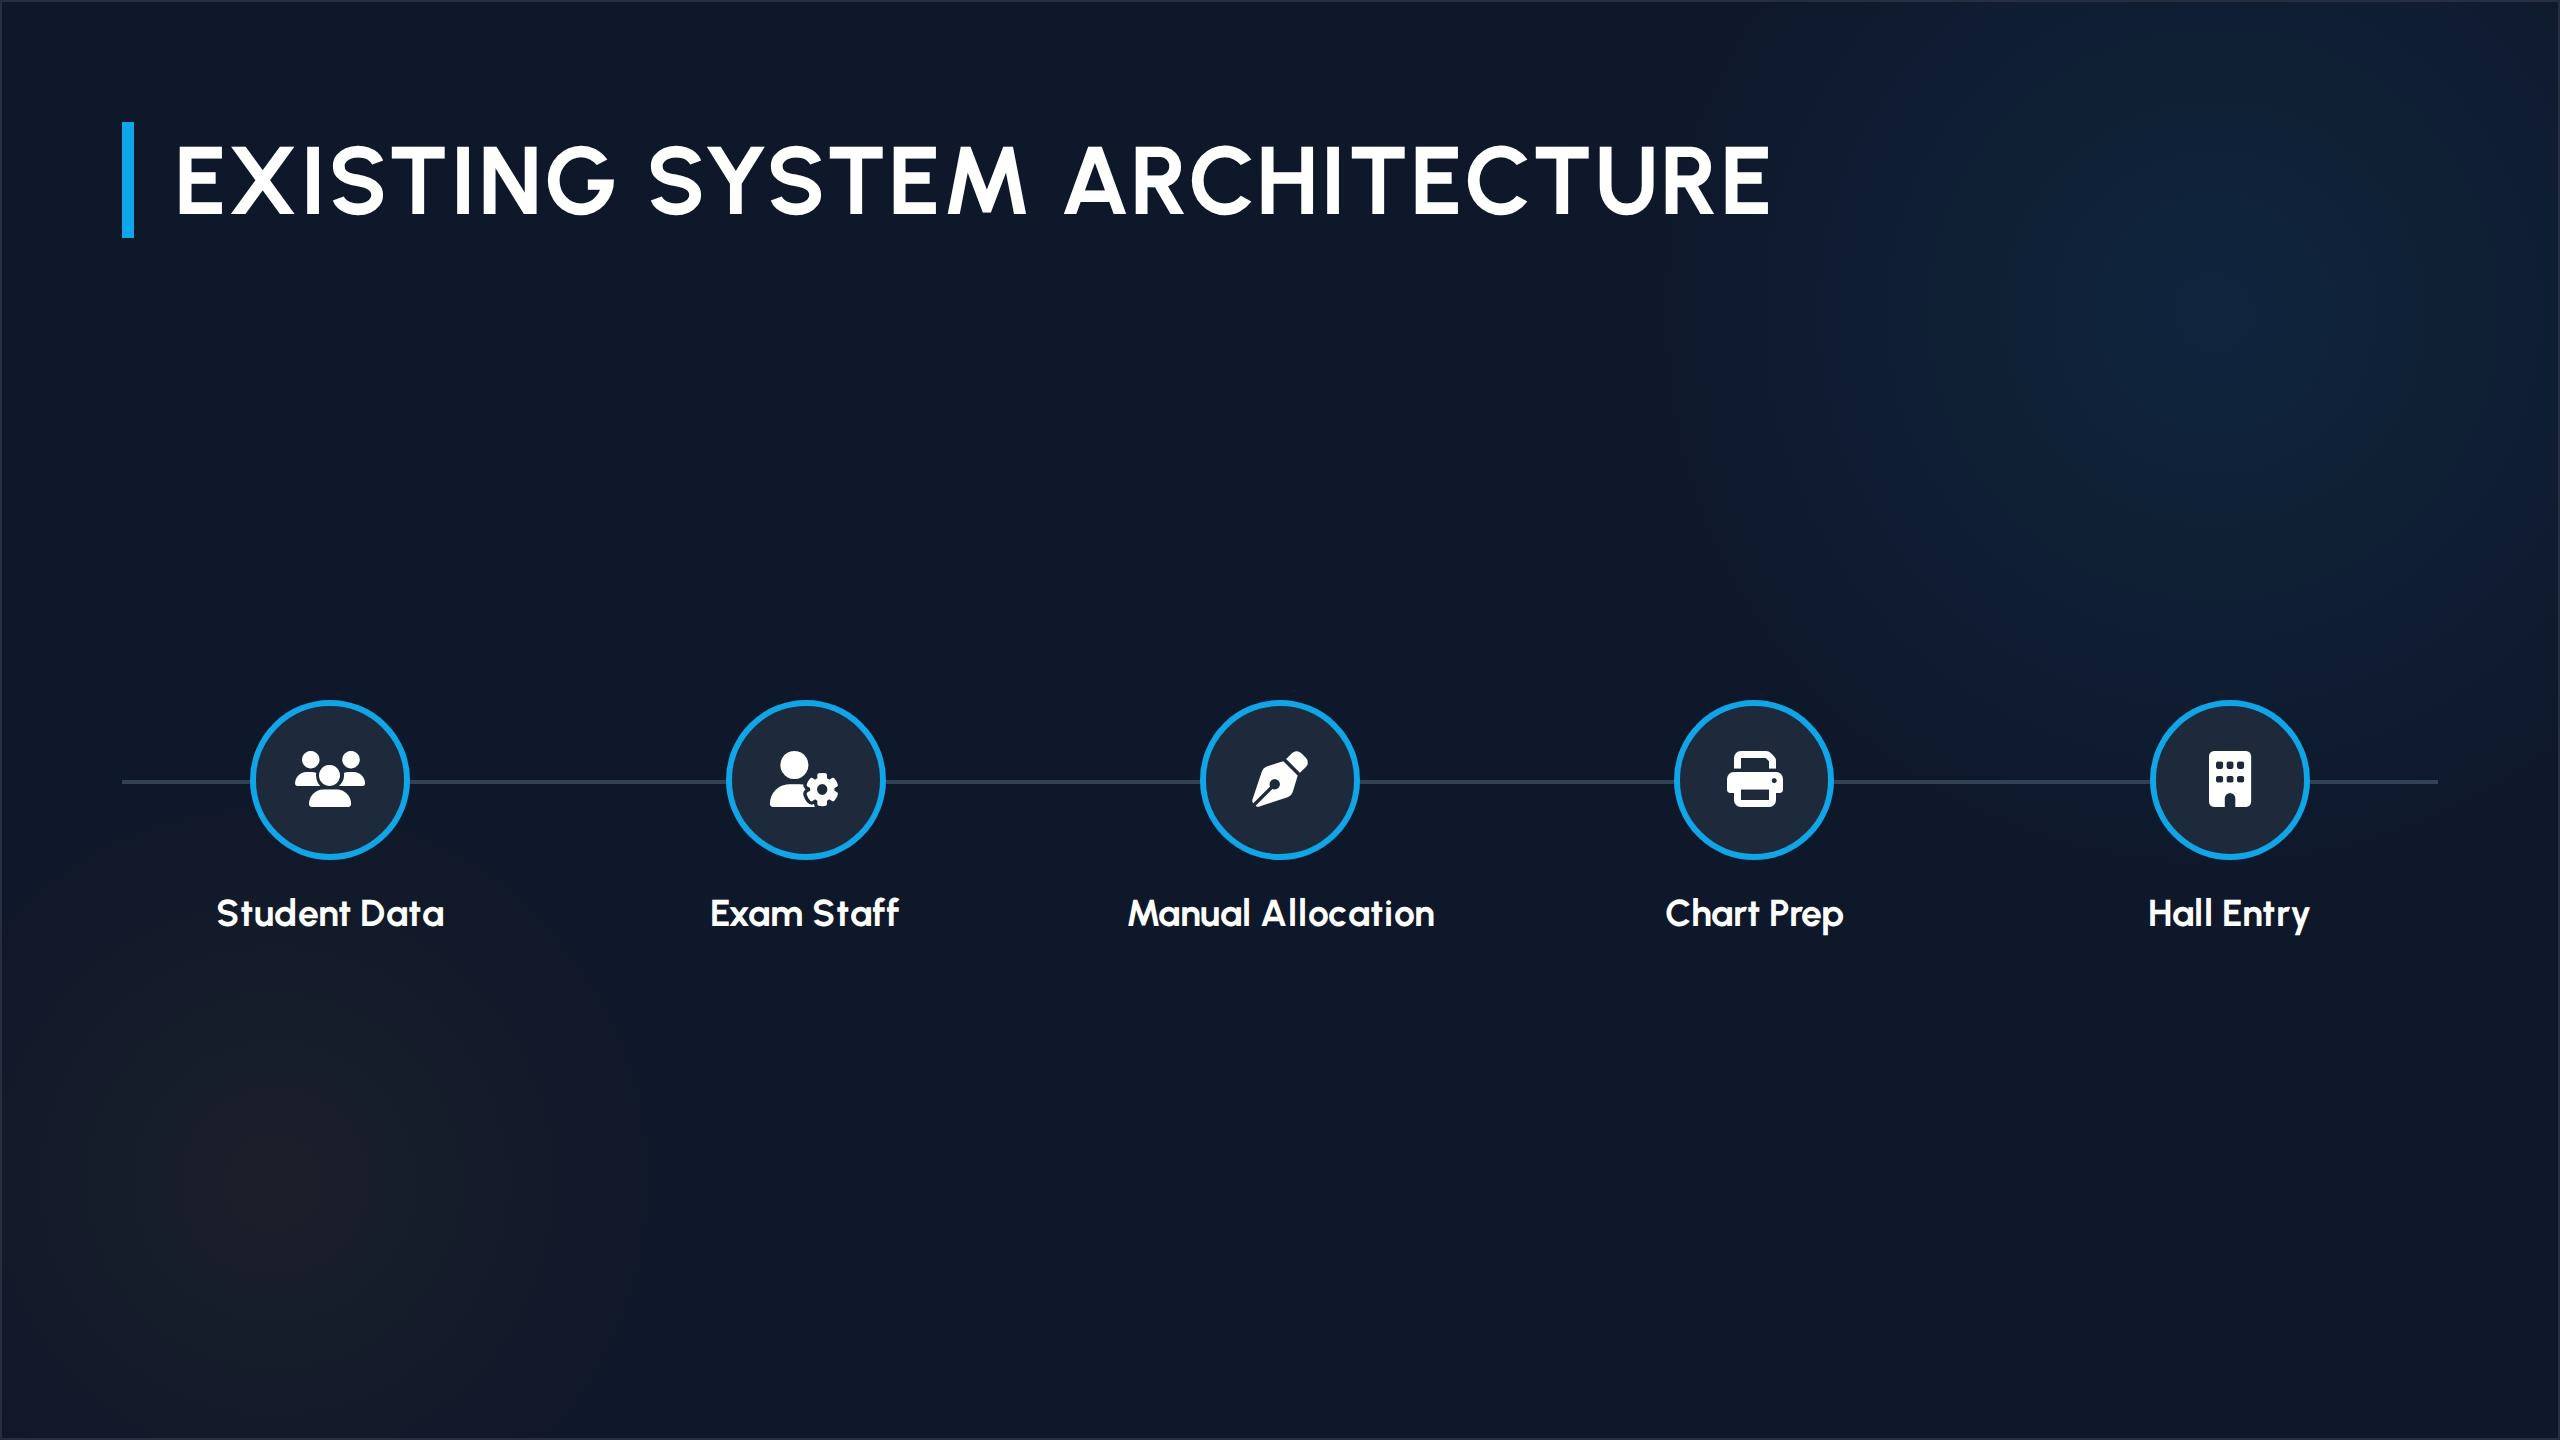 EXISTING SYSTEM ARCHITECTURE
Student Data
Exam Staff
Manual Allocation
Chart Prep
Hall Entry